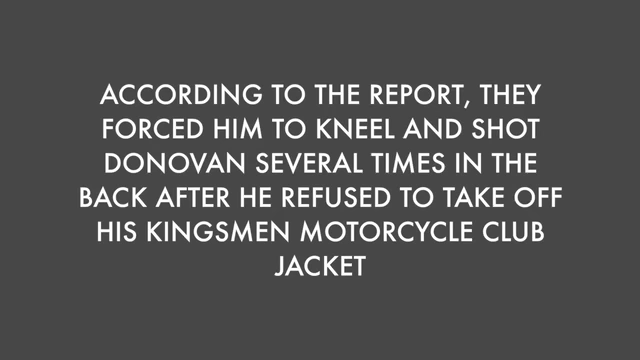 ACCORDING TO THE REPORT, THEY
FORCED HIM TO KNEEL AND SHOT
DONOVAN SEVERAL TIMES IN THE
BACK AFTER HE REFUSED TO TAKE OFF
HIS KINGSMEN MOTORCYCLE CLUB
JACKET